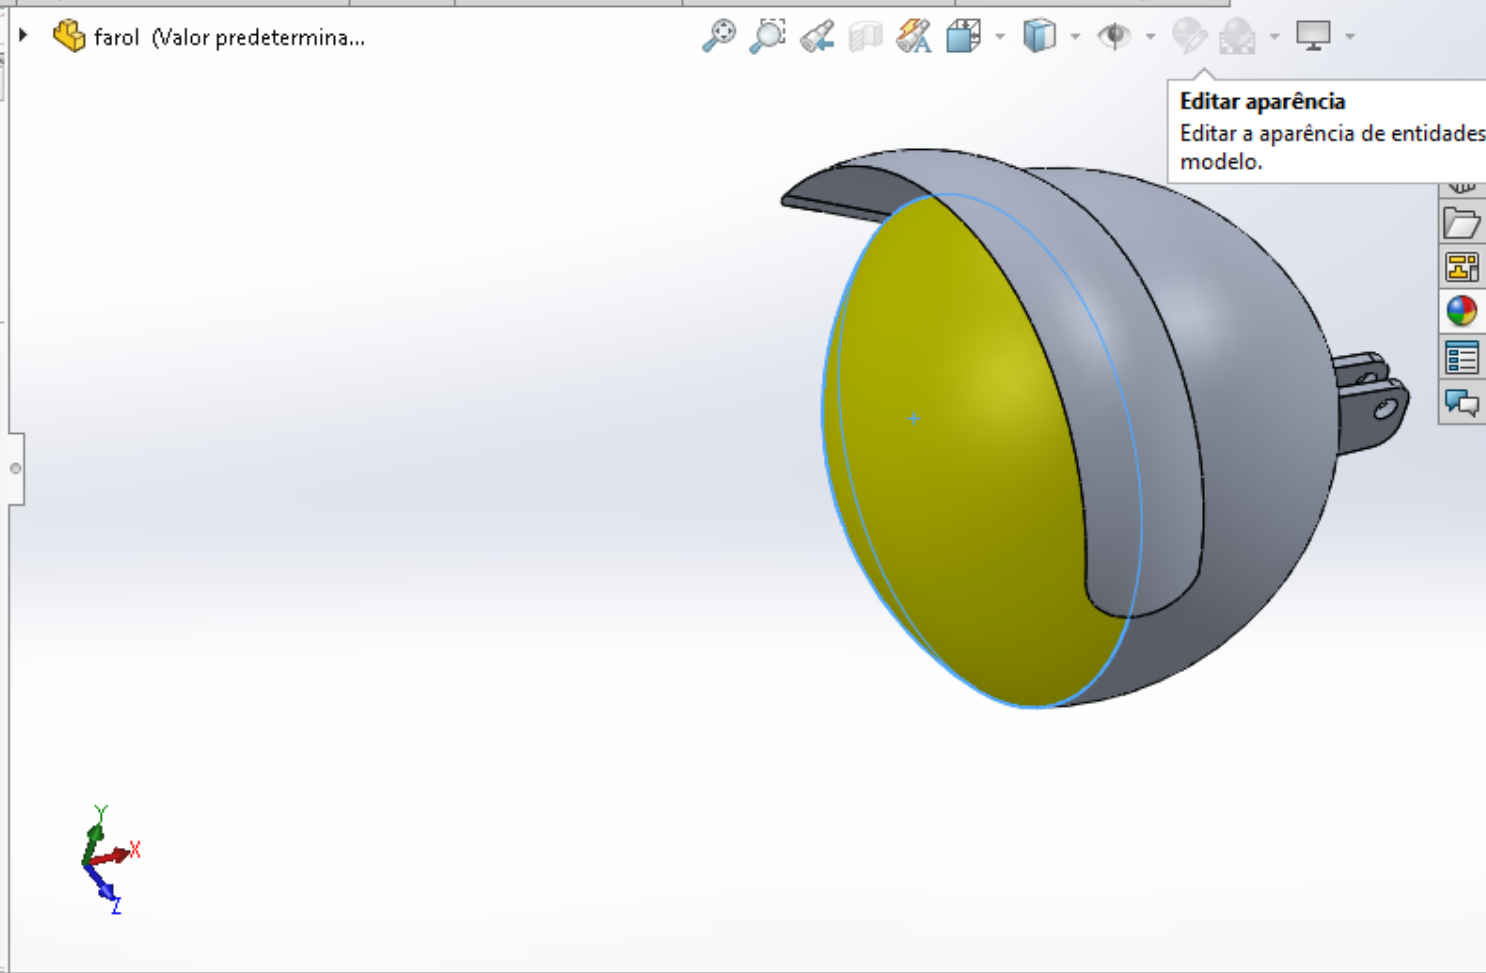 farol (Valor predetermina...
Editar aparência
Editar a aparência de entidades
modelo.
Y
X
Z